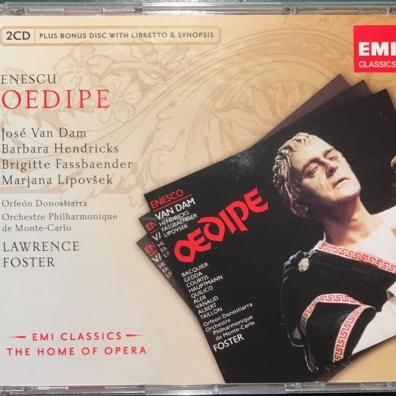 2CD PLUS BONUS DISC WITH LIBRETTO & SYNOPSIS
EMI
CLASSICS
ENESCU
OEDIPE
José Van Dam
Barbara Hendricks
Brigitte Fassbaender
Marjana Lipovšek
Orfeón Donostiarra
Orchestre Philharmonique
de Monte-Carlo
LAWRENCE
FOSTER
EMI CLASSICS
THE HOME OF OPERA
ENESCO
VAN DAM
HENDRICKS
FASSBAENDER
LIPOVSEK
OEDIPE
BACQUIER
GEDDA
COURTIS
HAUPTMANN
QUILICO
ALER
VANAUD
ALBERT
TAILLON
Orfeon Donostiarra
Orchestre
Philharmonique
de Monte-Carlo
FOSTER